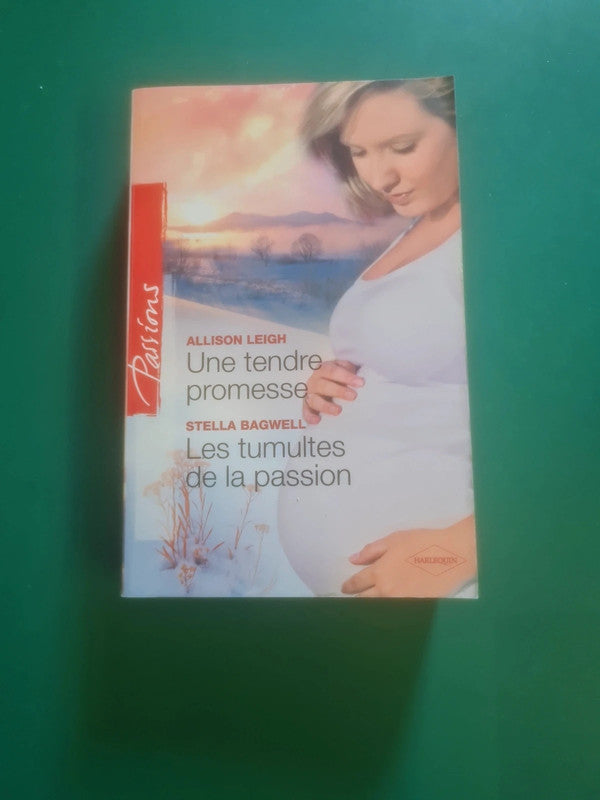 Passions
ALLISON LEIGH
Une tendre
promesse
STELLA BAGWELL
Les tumultes
de la passion
HARLEQUIN